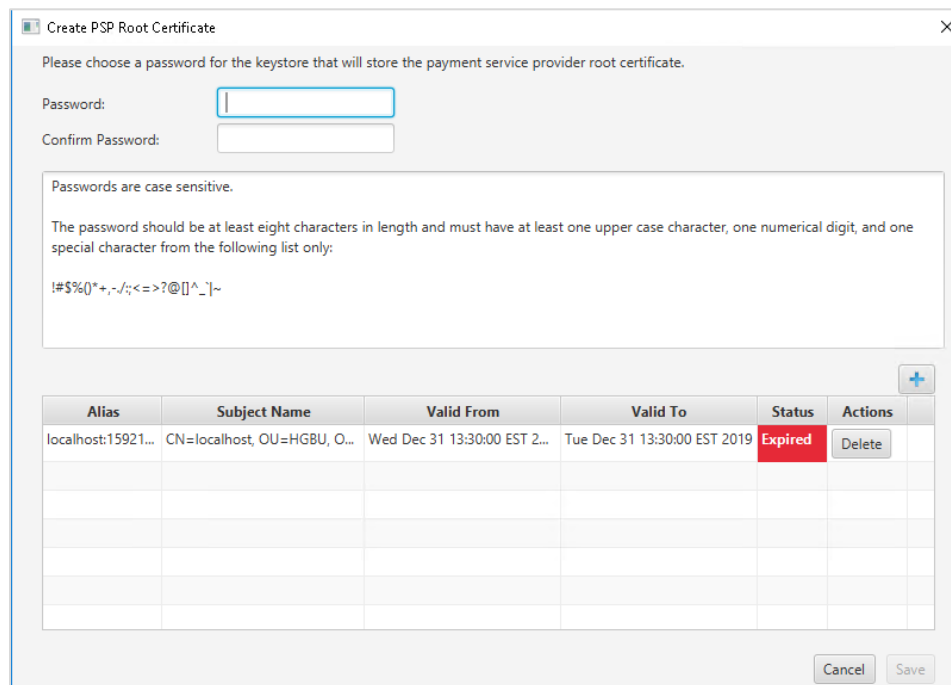 Create PSP Root Certificate
Please choose a password for the keystore that will store the payment service provider root certificate.
Password:
Confirm Password:
Passwords are case sensitive.
The password should be at least eight characters in length and must have at least one upper case character, one numerical digit, and one
special character from the following list only:
!#$%()*+,-./:;<=>?@[]^_`|~
Alias Subject Name Valid From Valid To Status Actions
localhost:15921... CN=localhost, OU=HGBU, O... Wed Dec 31 13:30:00 EST 2... Tue Dec 31 13:30:00 EST 2019 Expired Delete
Cancel Save